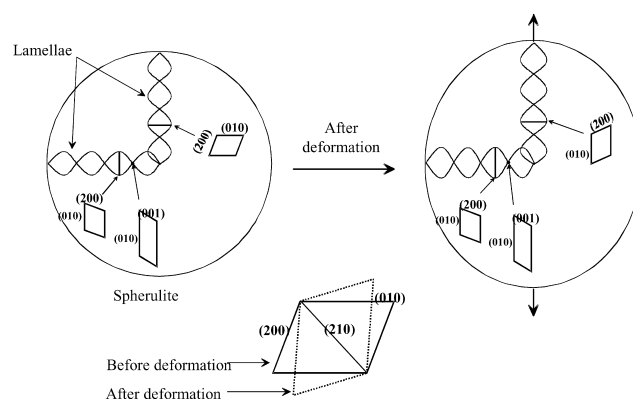 Lamellae
(010)
(200)
(200)
(010)
(001)
(010)
Spherulite
After
deformation
(200)
(010)
(200)
(010)
(001)
(010)
(010)
(200)
(210)
Before deformation
After deformation